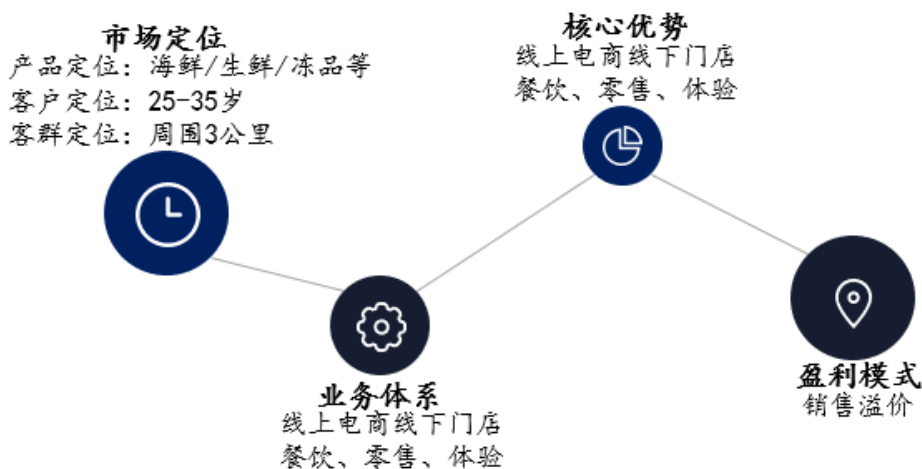 市场定位
产品定位：海鲜/生鲜/冻品等
客户定位：25-35岁
客群定位：周围3公里
业务体系
线上电商线下门店
餐饮、零售、体验
核心优势
线上电商线下门店
餐饮、零售、体验
盈利模式
销售溢价